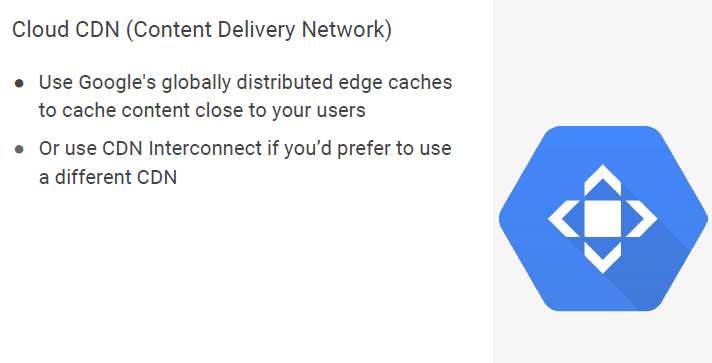 Cloud CDN (Content Delivery Network)
● Use Google's globally distributed edge caches
to cache content close to your users
● Or use CDN Interconnect if you’d prefer to use
a different CDN